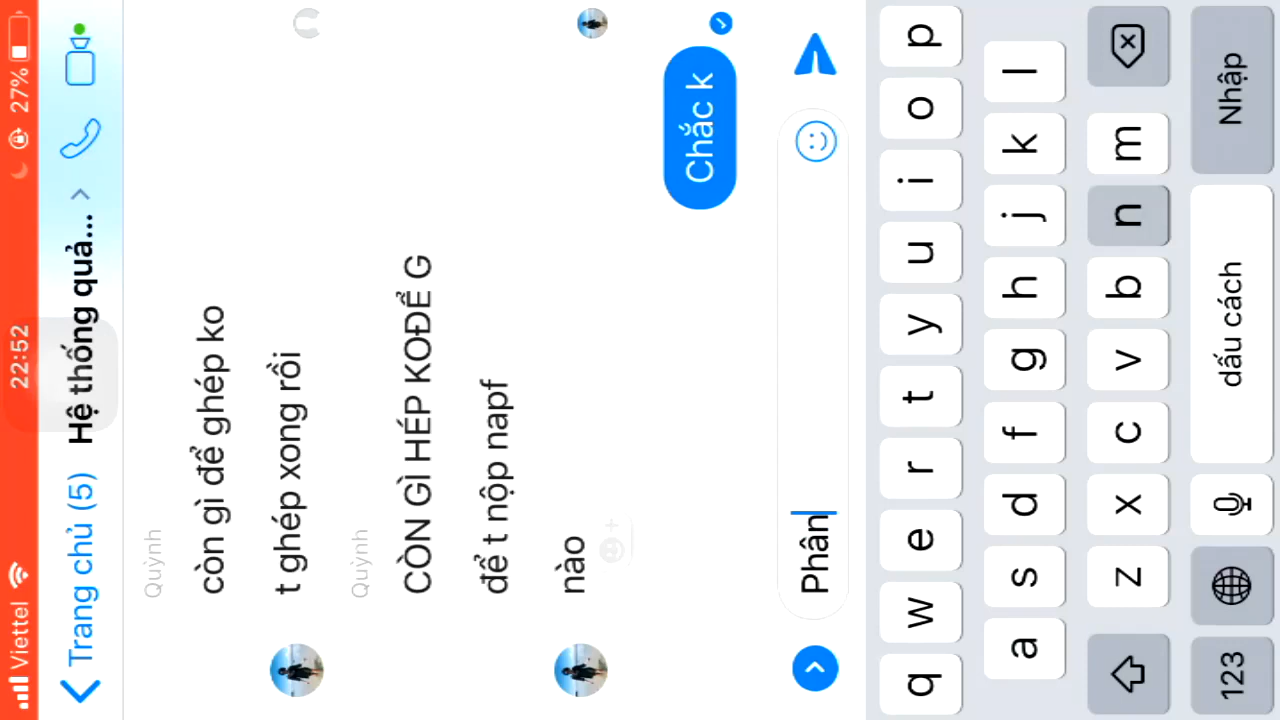 Viettel 22:52 27%
Trang chủ (5) Hệ thống quả...
Quỳnh
còn gì để ghép ko
t ghép xong rồi
Quỳnh
CÒN GÌ HÉP KOĐỂ G
để t nộp napf
nào
Chắc k
Phân
q w e r t y u i o p
a s d f g h j k l
z x c v b n m
123 dấu cách Nhập